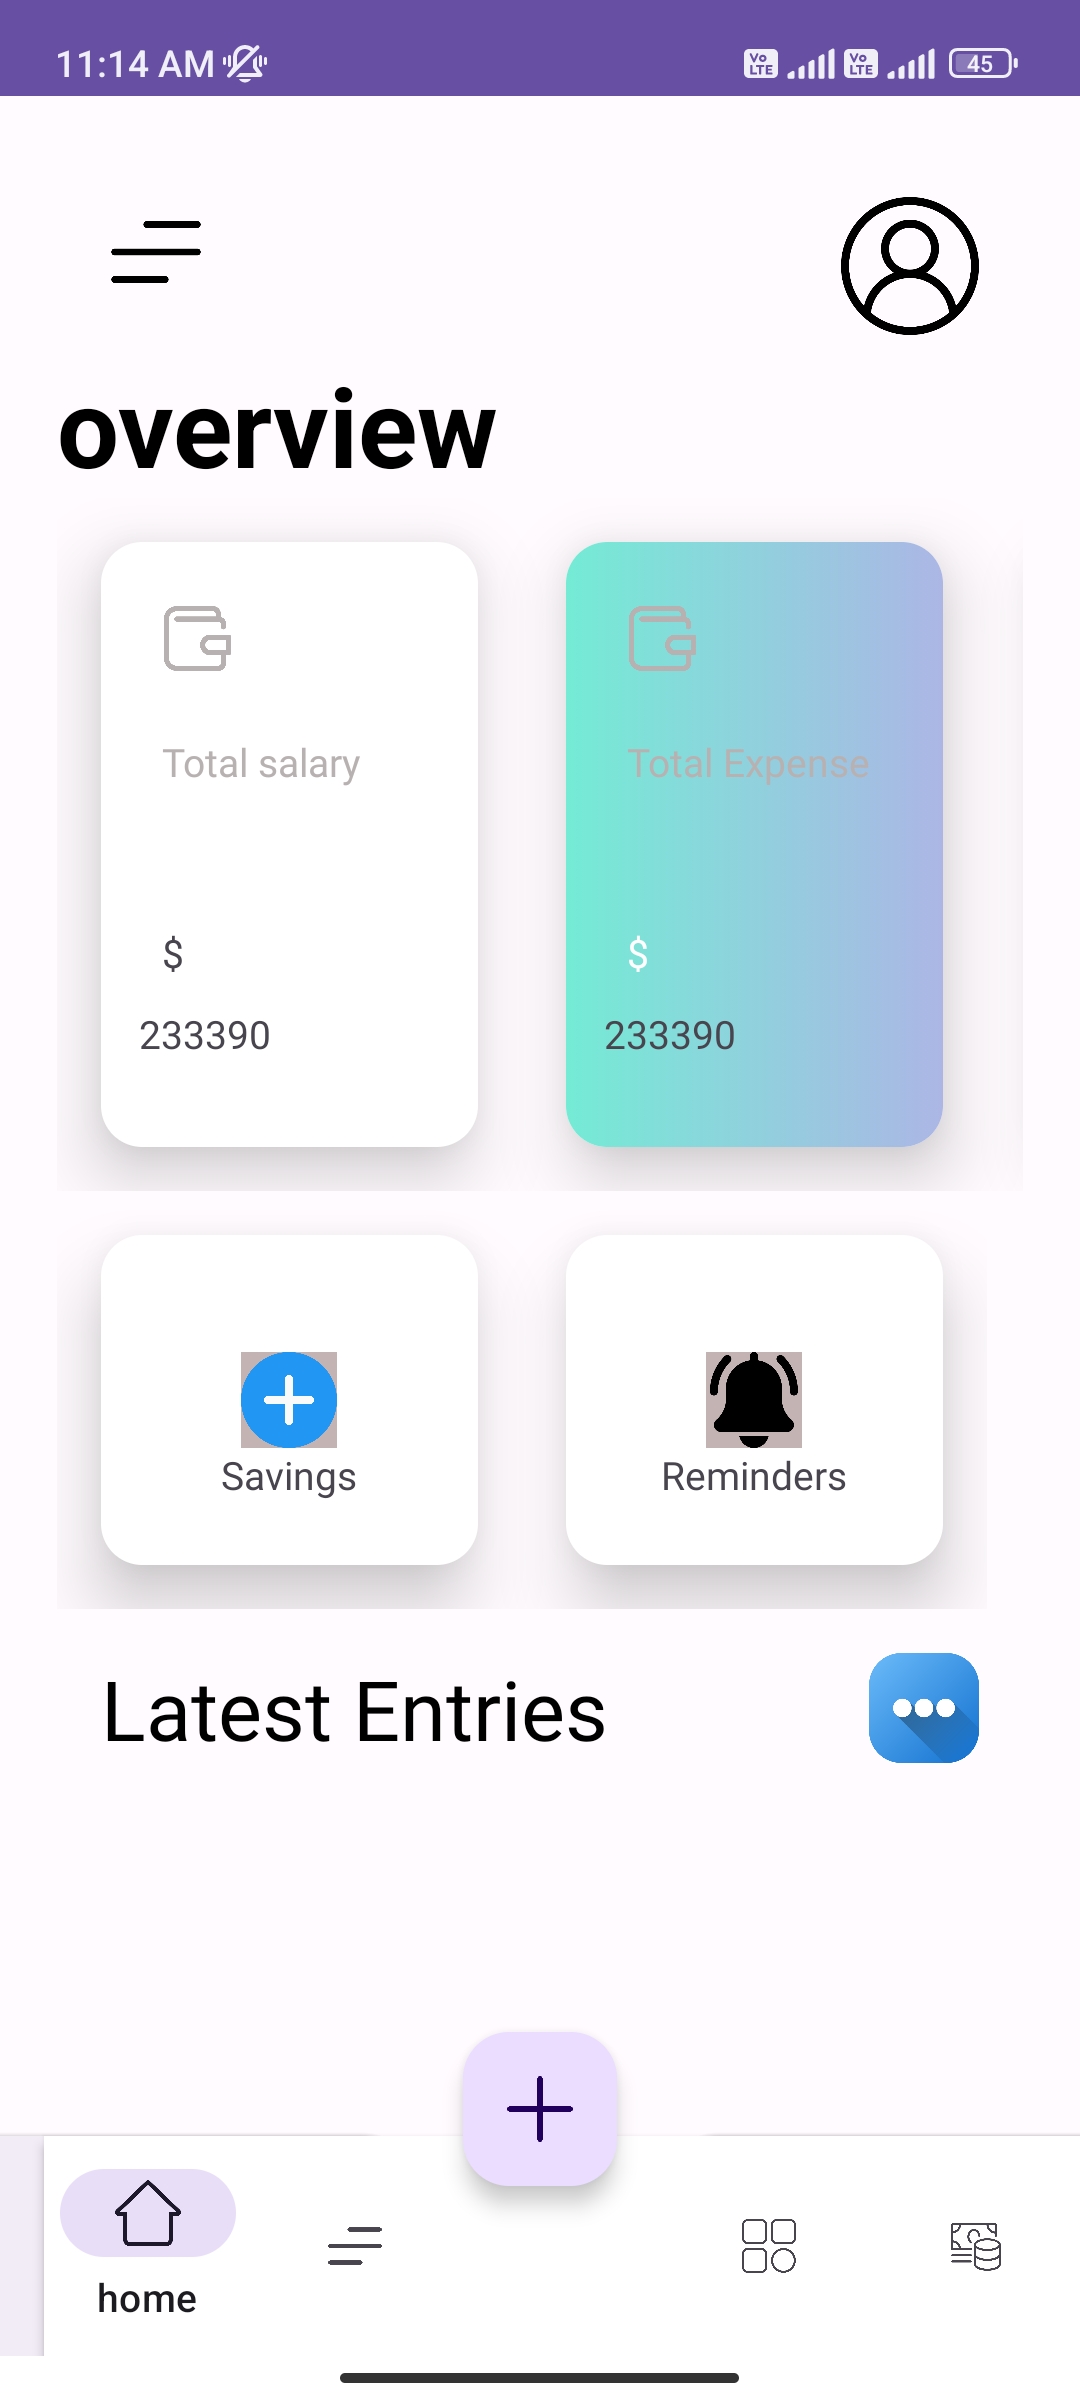 11:14 AM Vo LTE Vo LTE 45
overview
Total salary Total Expense
$ $
233390 233390
Savings Reminders
Latest Entries
home